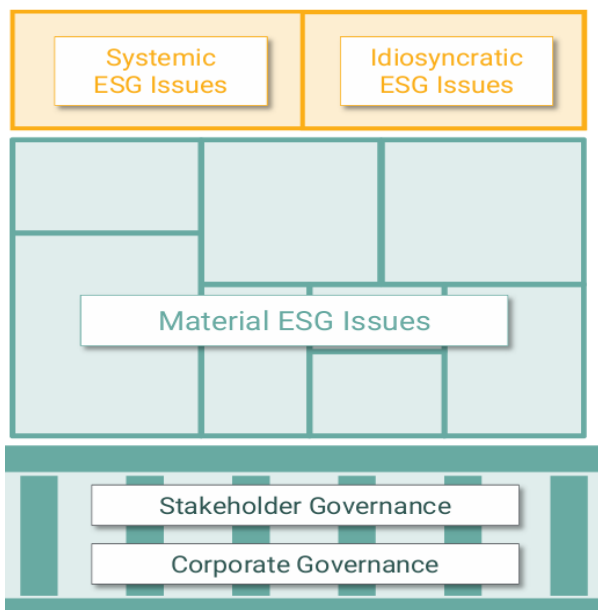 Systemic
ESG Issues
Idiosyncratic
ESG Issues
Material ESG Issues
Stakeholder Governance
Corporate Governance